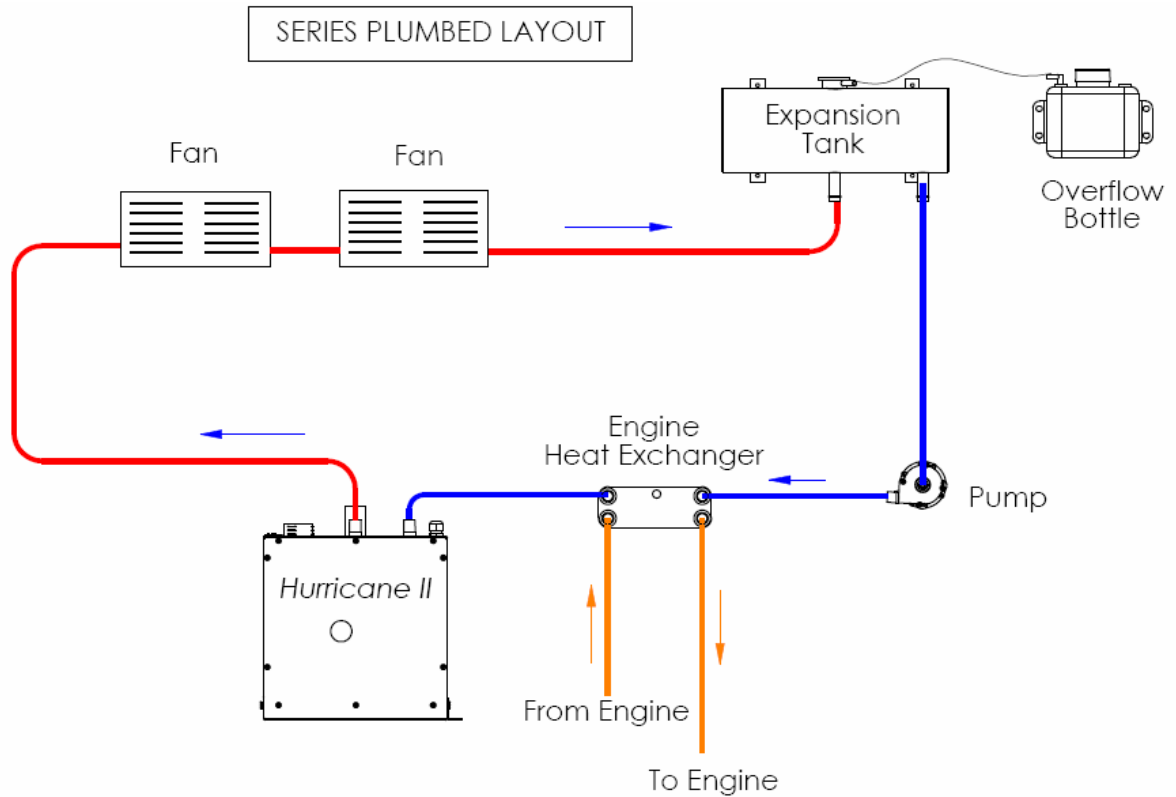 SERIES PLUMBED LAYOUT
Expansion
Tank
Fan
Fan
Overflow
Bottle
Engine
Heat Exchanger
Pump
Hurricane II
From Engine
To Engine